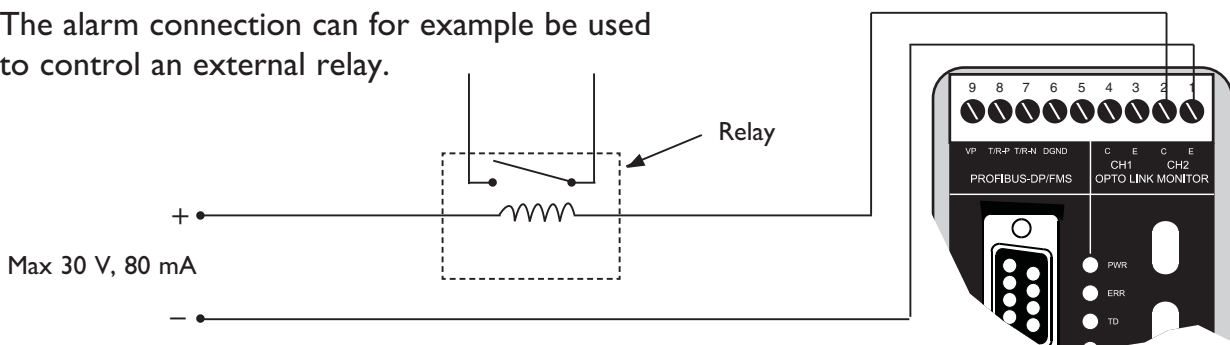 The alarm connection can for example be used
to control an external relay.
Relay
+
Max 30 V, 80 mA
−
9 8 7 6 5 4 3 2 1
VP T/R-P T/R-N DGND C E C E
CH1 CH2
PROFIBUS-DP/FMS OPTO LINK MONITOR
PWR
ERR
TD